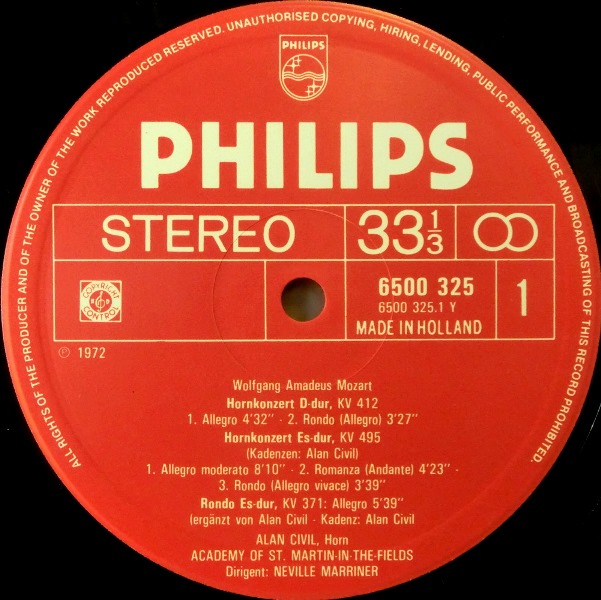 ALL RIGHTS OF THE PRODUCER AND OF THE OWNER OF THE WORK REPRODUCED RESERVED. UNAUTHORISED COPYING, HIRING, LENDING, PUBLIC PERFORMANCE AND BROADCASTING OF THIS RECORD PROHIBITED.
PHILIPS
PHILIPS
STEREO
33 1/3
COPYRIGHT
CONTROL
6500 325
6500 325.1 Y
MADE IN HOLLAND
1
℗ 1972
Wolfgang Amadeus Mozart
Hornkonzert D-dur, KV 412
1. Allegro 4'32" - 2. Rondo (Allegro) 3'27"
Hornkonzert Es-dur, KV 495
(Kadenzen: Alan Civil)
1. Allegro moderato 8'10" - 2. Romanza (Andante) 4'23" -
3. Rondo (Allegro vivace) 3'39"
Rondo Es-dur, KV 371: Allegro 5'39"
(ergänzt von Alan Civil - Kadenz: Alan Civil
ALAN CIVIL, Horn
ACADEMY OF ST. MARTIN-IN-THE-FIELDS
Dirigent: NEVILLE MARRINER